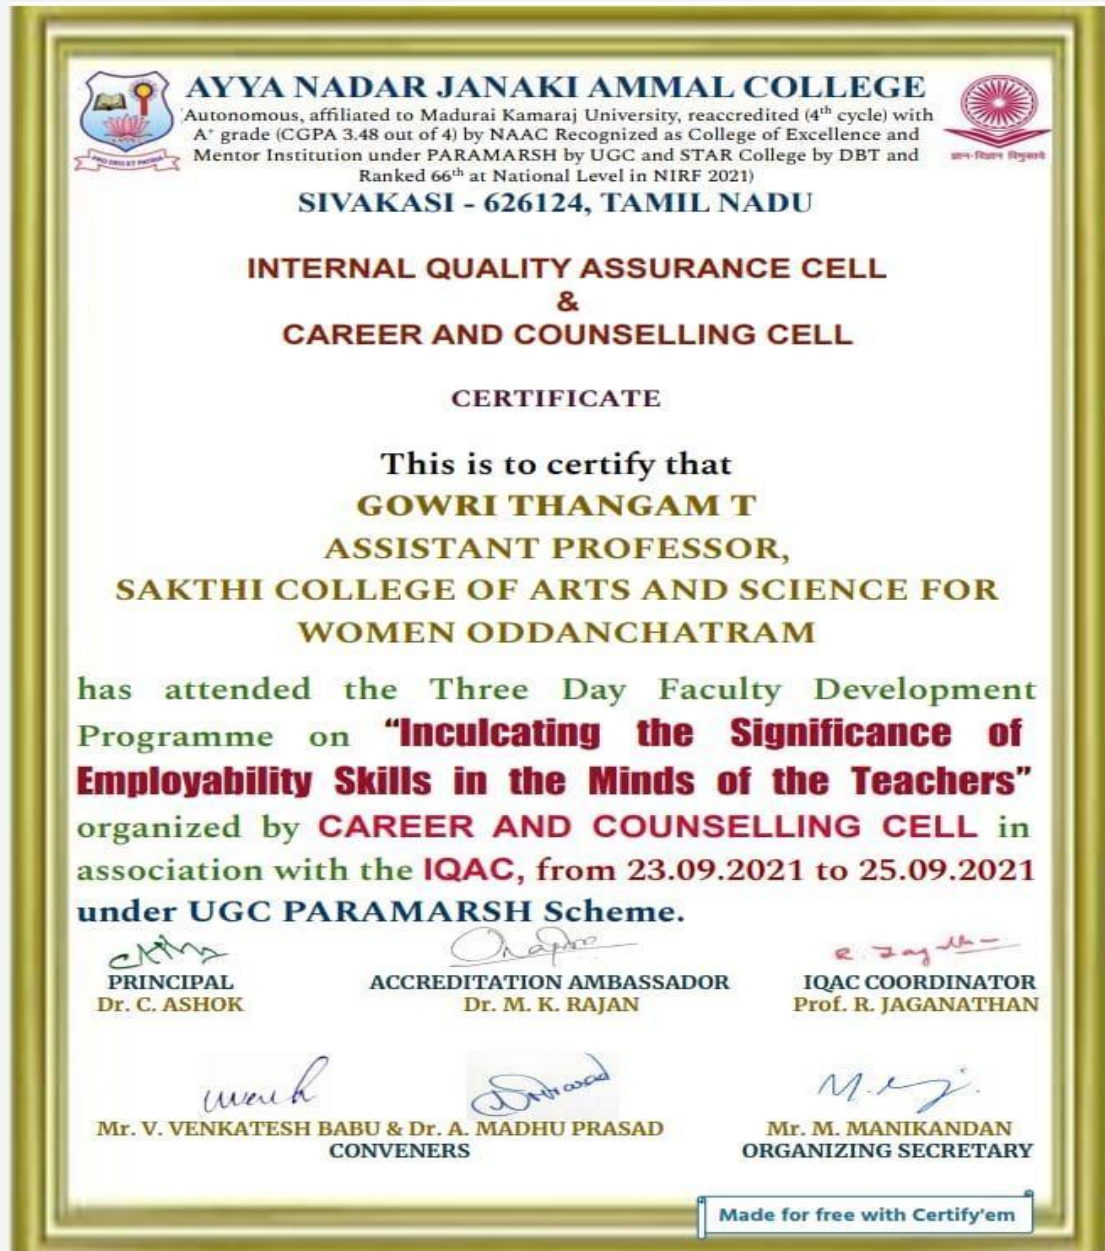 AYYA NADAR JANAKI AMMAL COLLEGE
(Autonomous, affiliated to Madurai Kamaraj University, reaccredited (4th cycle) with
A+ grade (CGPA 3.48 out of 4) by NAAC Recognized as College of Excellence and
Mentor Institution under PARAMARSH by UGC and STAR College by DBT and
Ranked 66th at National Level in NIRF 2021)
SIVAKASI - 626124, TAMIL NADU
PRO DEO ET PATRIA
ज्ञान-विज्ञान विमुक्तये
INTERNAL QUALITY ASSURANCE CELL
&
CAREER AND COUNSELLING CELL
CERTIFICATE
This is to certify that
GOWRI THANGAM T
ASSISTANT PROFESSOR,
SAKTHI COLLEGE OF ARTS AND SCIENCE FOR
WOMEN ODDANCHATRAM
has attended the Three Day Faculty Development
Programme on “Inculcating the Significance of
Employability Skills in the Minds of the Teachers”
organized by CAREER AND COUNSELLING CELL in
association with the IQAC, from 23.09.2021 to 25.09.2021
under UGC PARAMARSH Scheme.
PRINCIPAL
Dr. C. ASHOK
ACCREDITATION AMBASSADOR
Dr. M. K. RAJAN
IQAC COORDINATOR
Prof. R. JAGANATHAN
Mr. V. VENKATESH BABU & Dr. A. MADHU PRASAD
CONVENERS
Mr. M. MANIKANDAN
ORGANIZING SECRETARY
Made for free with Certify'em